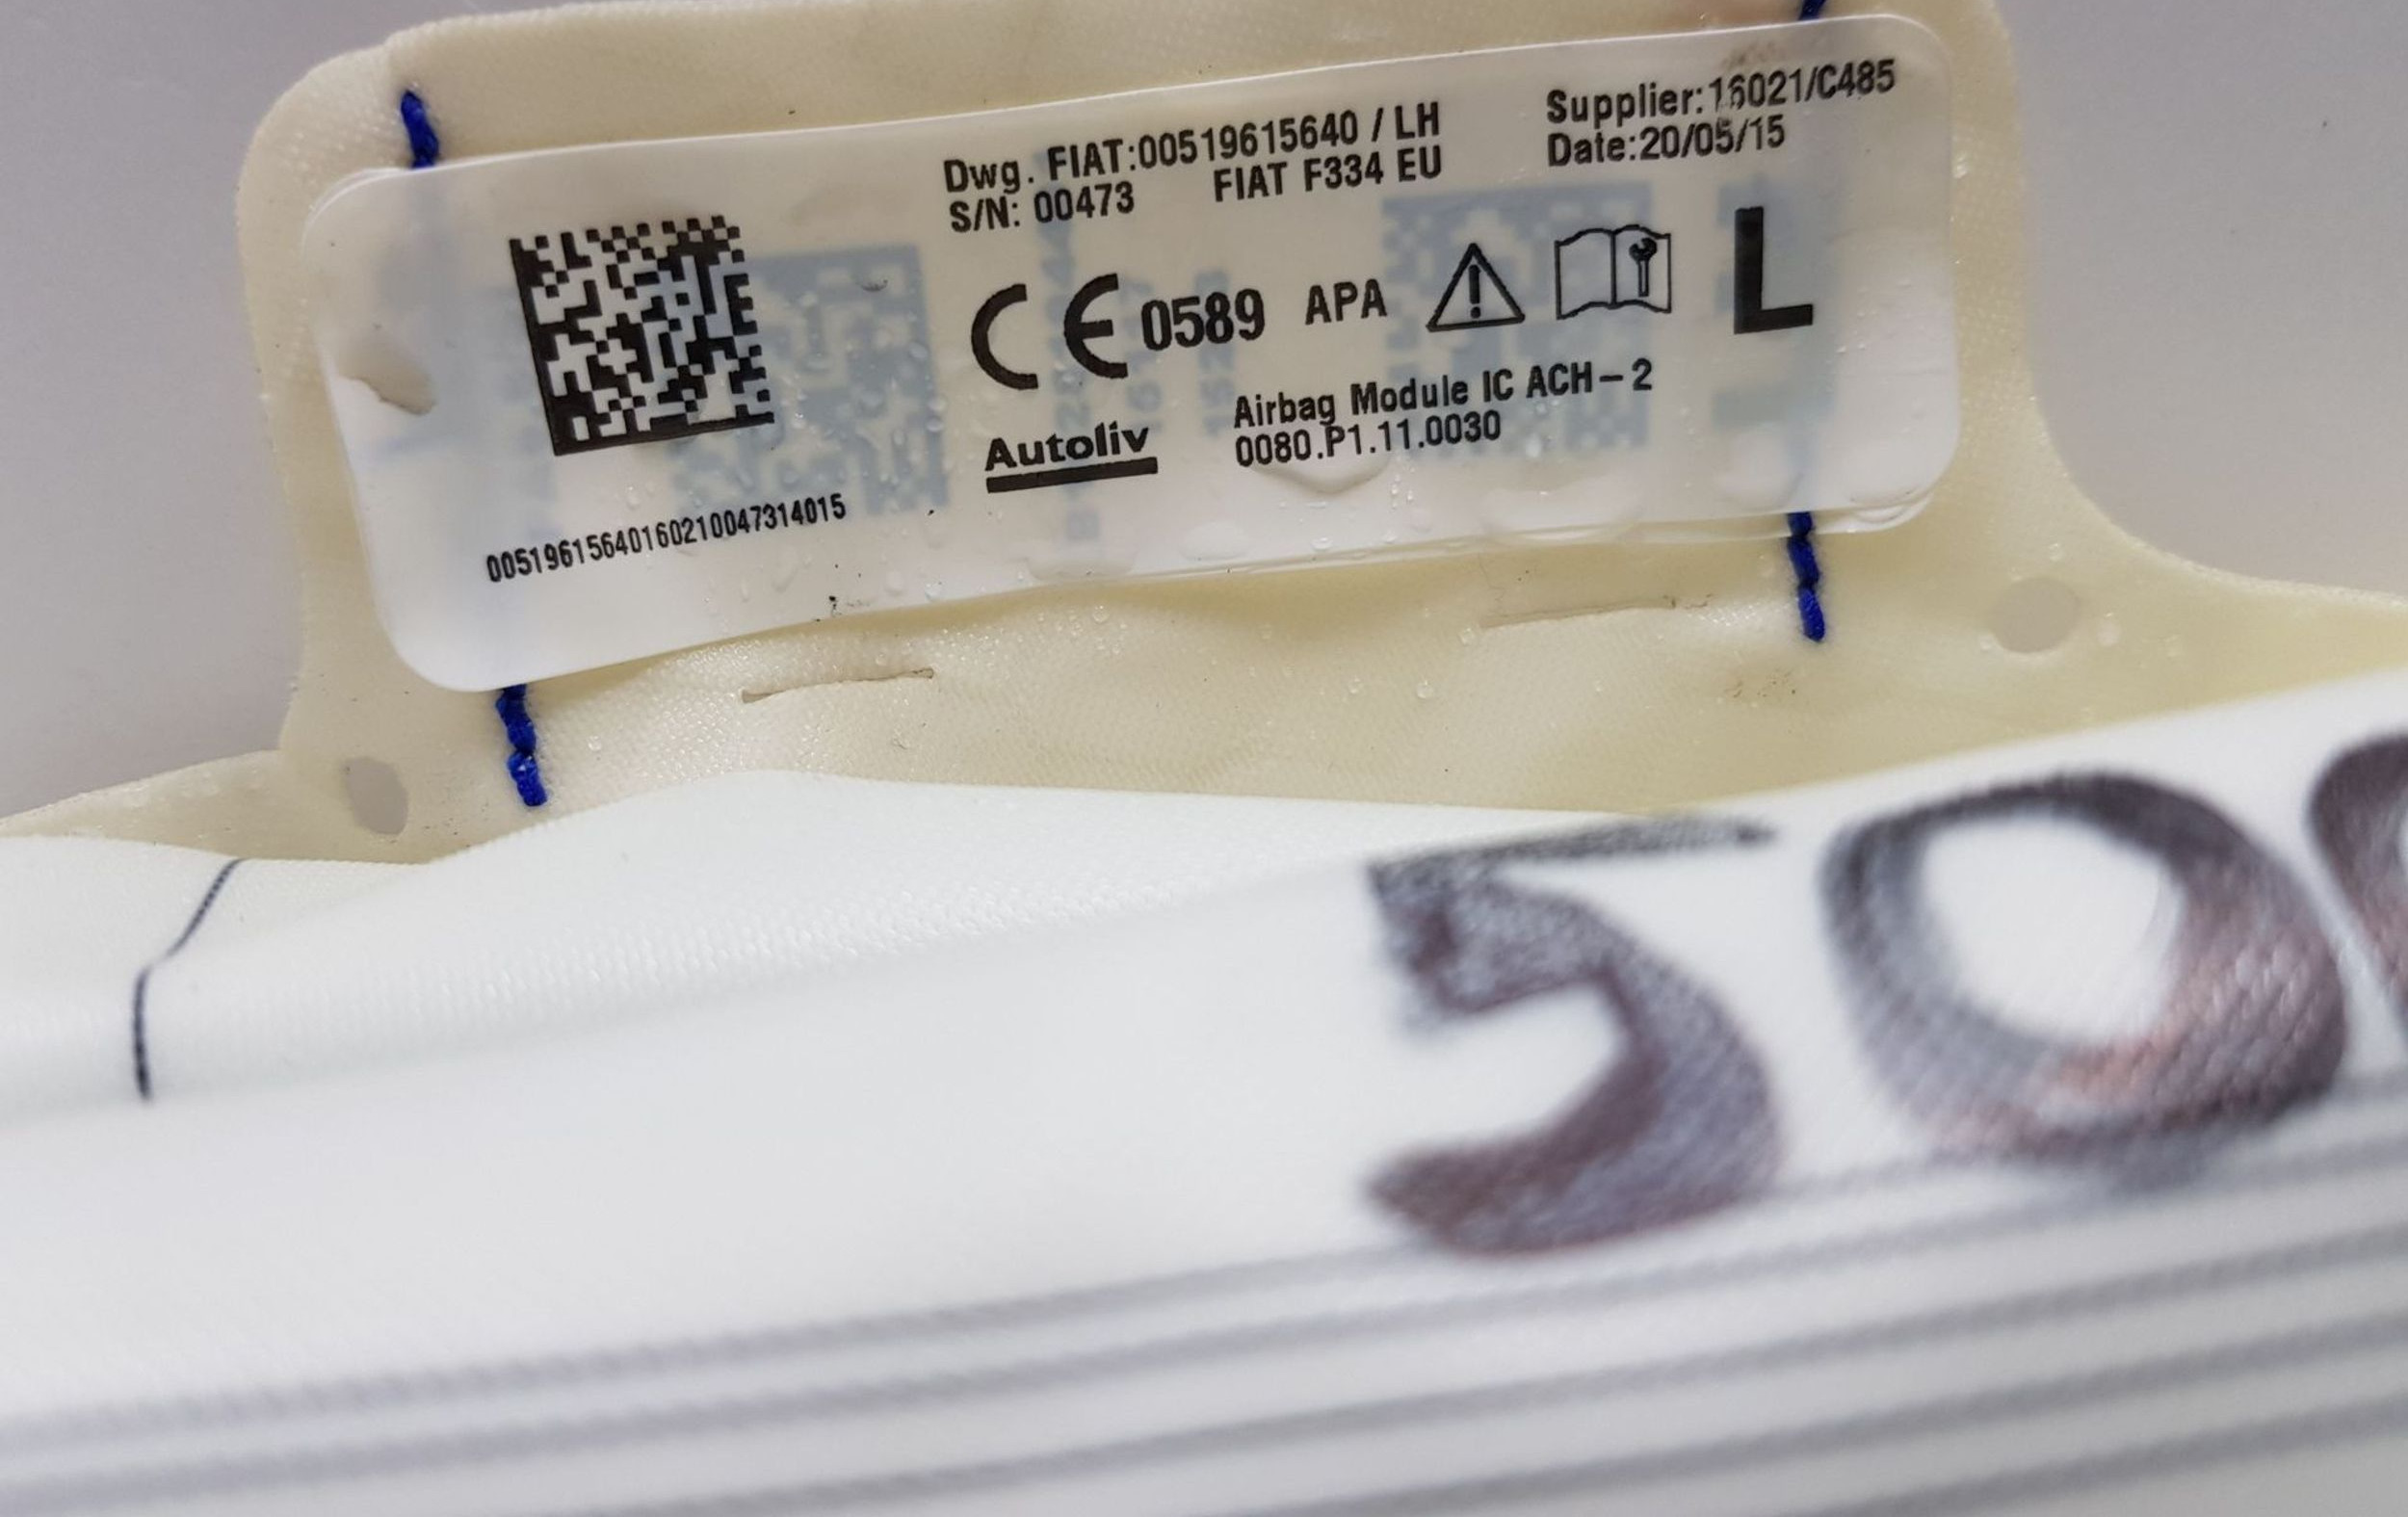 Dwg. FIAT:00519615640 / LH
S/N: 00473 FIAT F334 EU
Supplier:16021/C485
Date:20/05/15
CE 0589 APA
L
Autoliv
Airbag Module IC ACH-2
0080.P1.11.0030
00519615640160210047314015
500